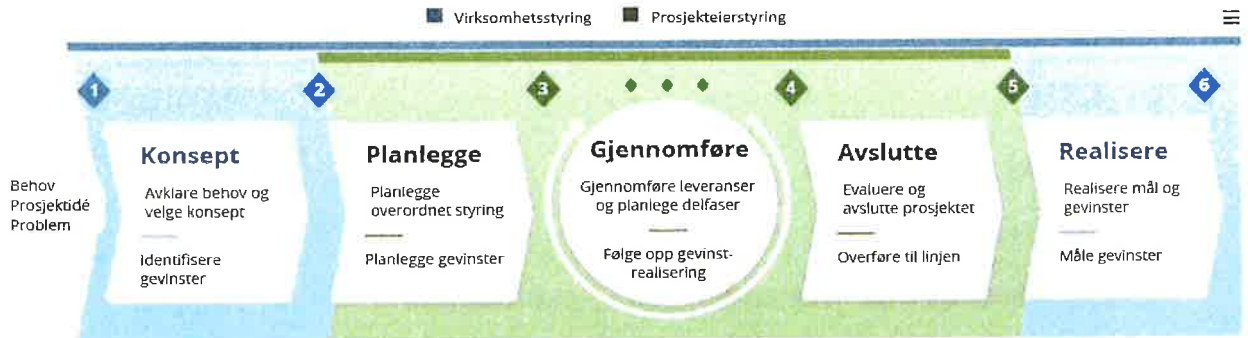 Virksomhetsstyring
Prosjekteierstyring
1
2
3
4
5
6
Behov
Prosjektidé
Problem
Konsept
Avklare behov og
velge konsept
Identifisere
gevinster
Planlegge
Planlegge
overordnet styring
Planlegge gevinster
Gjennomføre
Gjennomføre leveranser
og planlege delfaser
Følge opp gevinst-
realisering
Avslutte
Evaluere og
avslutte prosjektet
Overføre til linjen
Realisere
Realisere mål og
gevinster
Måle gevinster